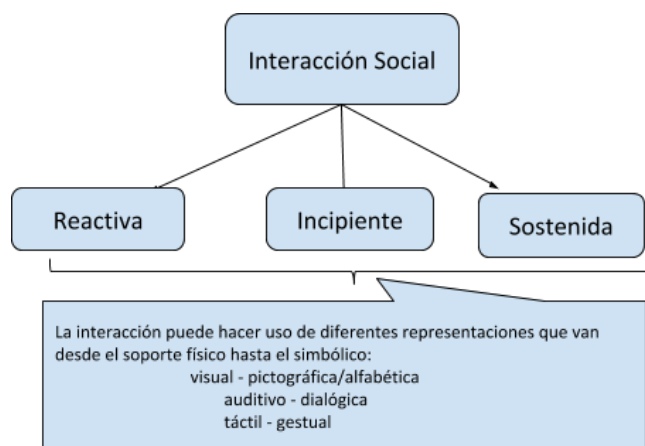 Interacción Social
Reactiva
Incipiente
Sostenida
La interacción puede hacer uso de diferentes representaciones que van
desde el soporte físico hasta el simbólico:
visual - pictográfica/alfabética
auditivo - dialógica
táctil - gestual